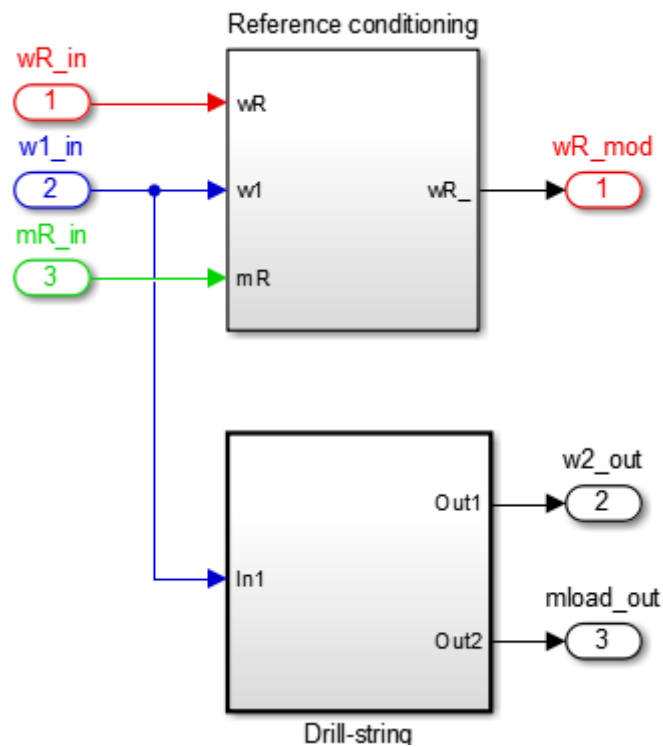 Reference conditioning
wR_in
1
wR
w1_in
2
w1
wR_
wR_mod
1
mR_in
3
mR
w2_out
Out1
2
In1
mload_out
Out2
3
Drill-string